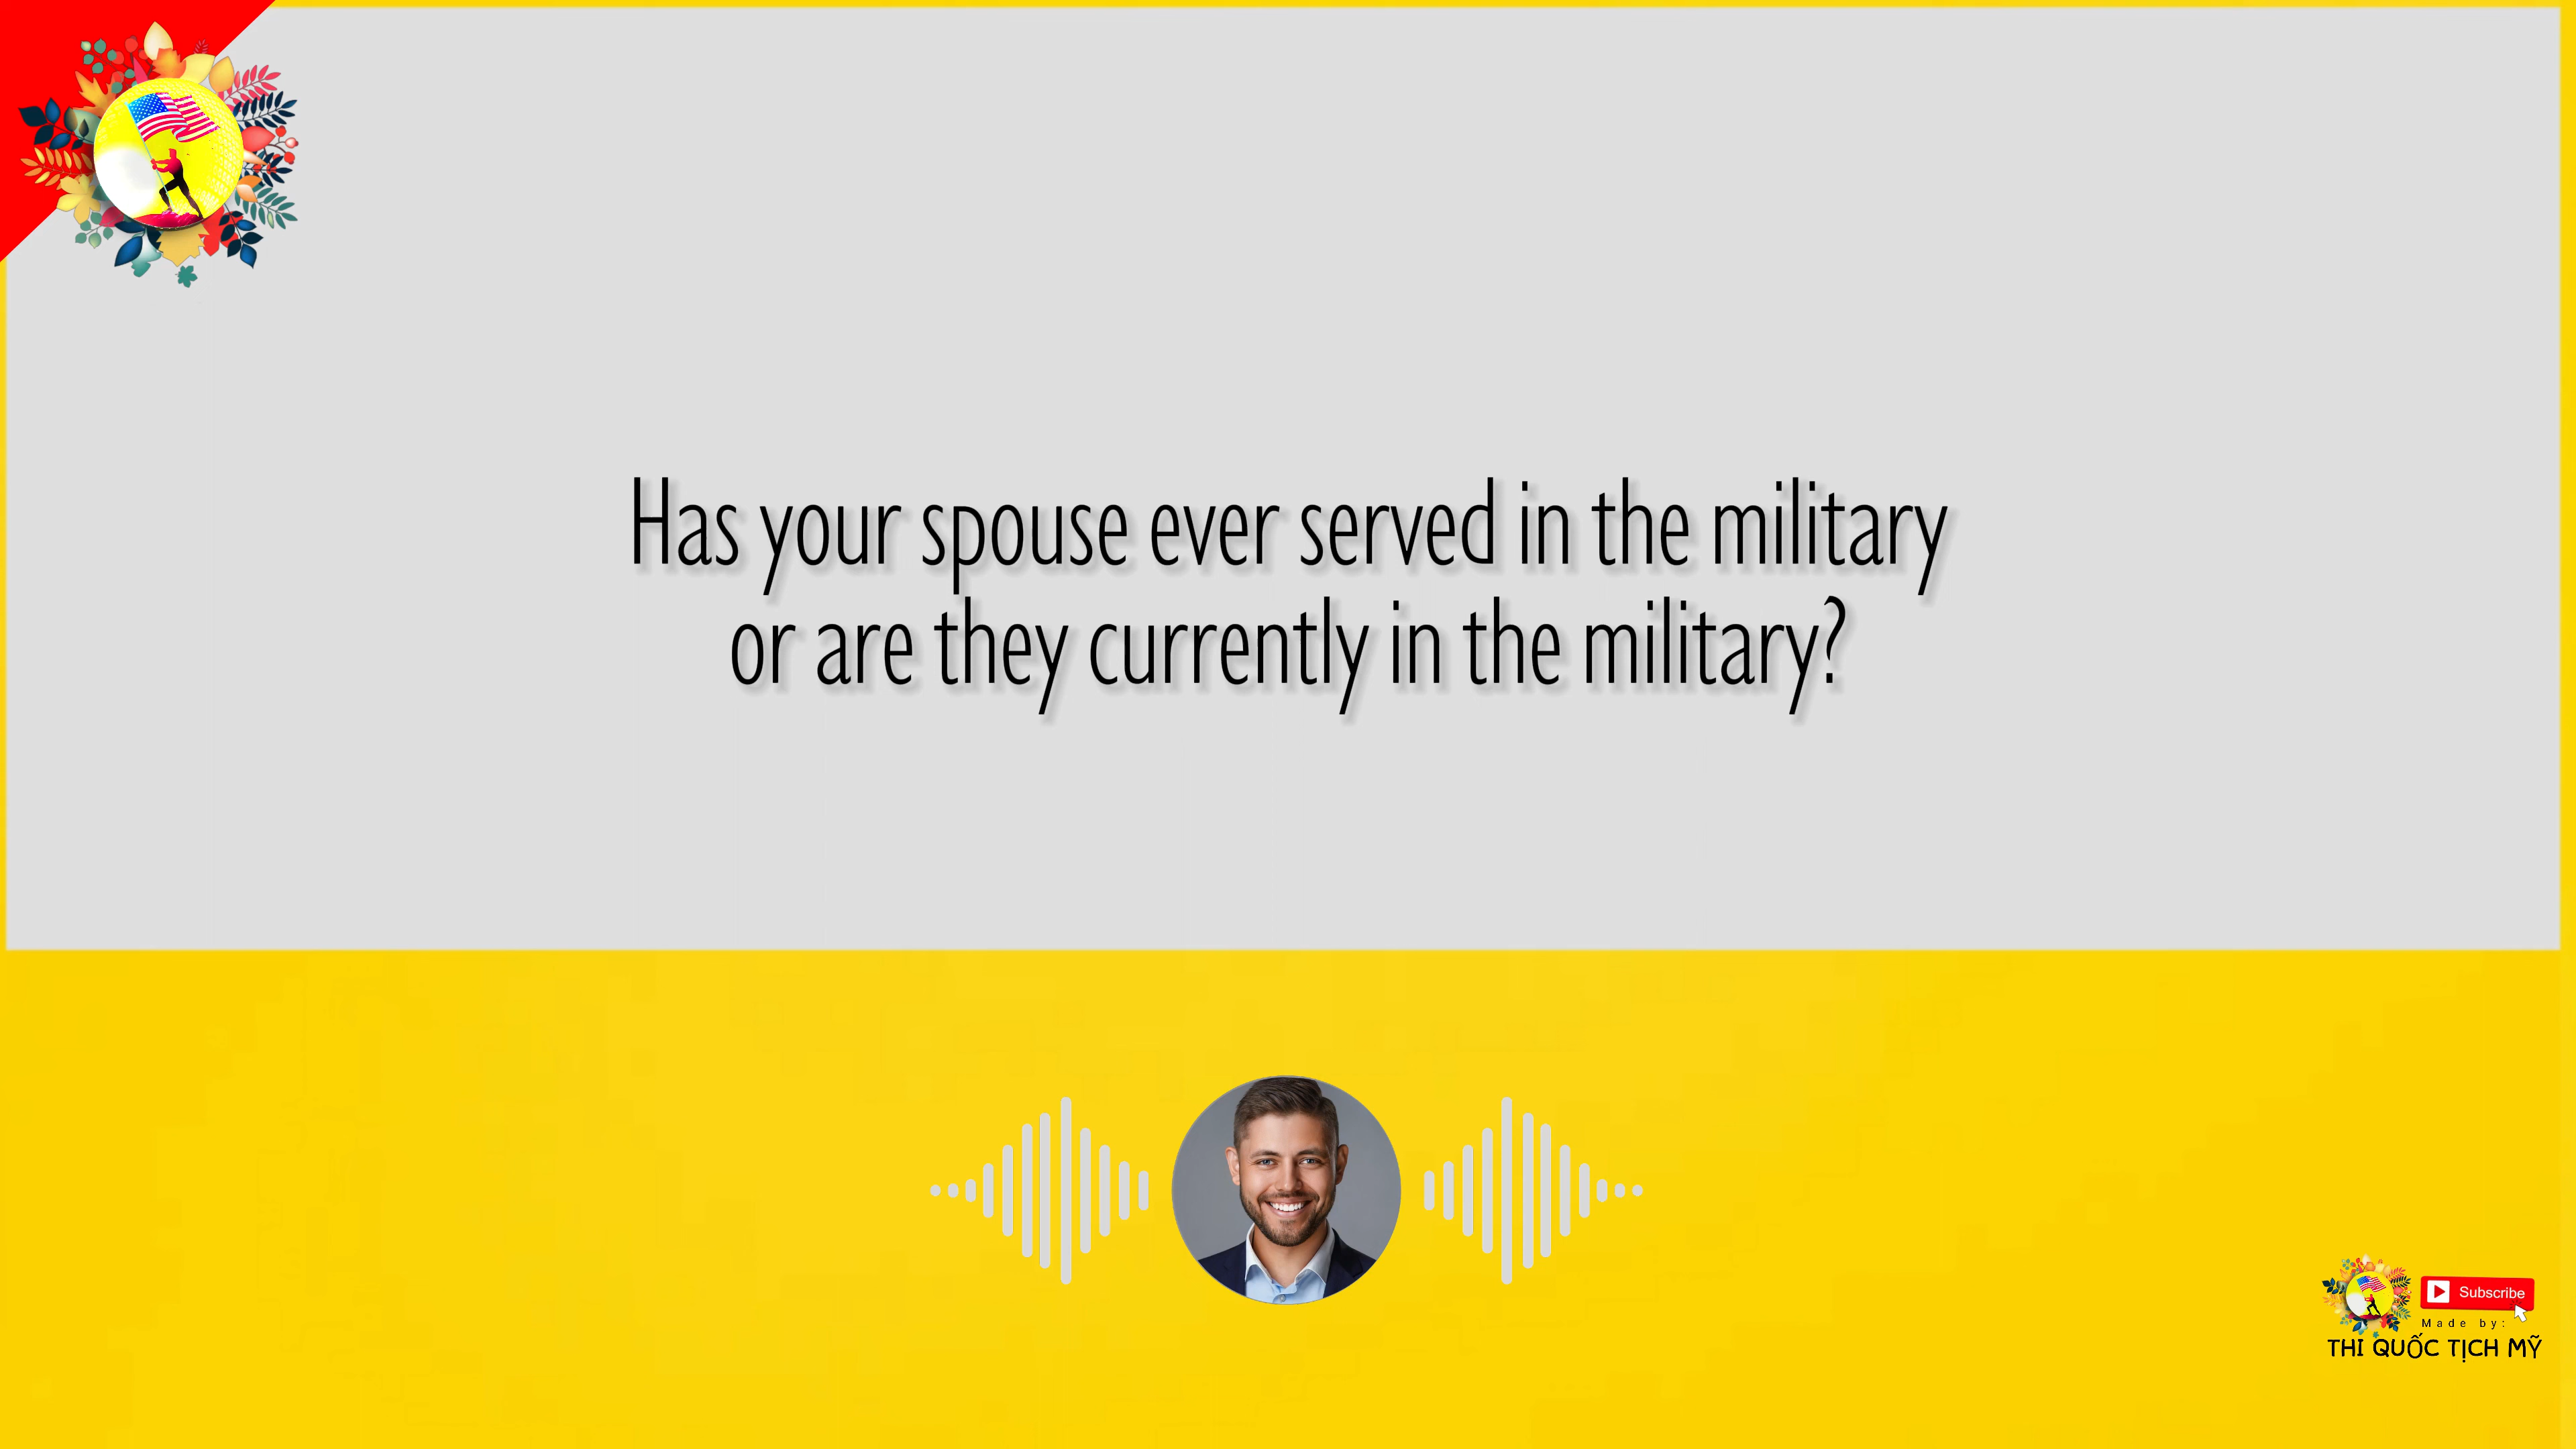 Has your spouse ever served in the military
or are they currently in the military?
Subscribe
Made by:
THI QUỐC TỊCH MỸ